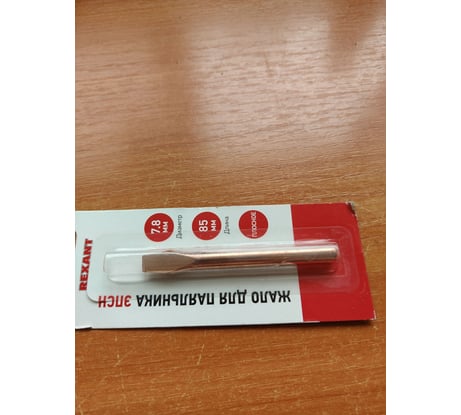 REXANT
ЖАЛО ДЛЯ ПАЯЛЬНИКА ЭПСН
7.8 мм
Диаметр
85 мм
Длина
ПЛОСКОЕ